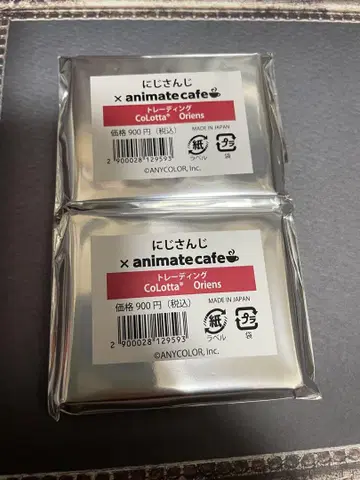 にじさんじ
× animate cafe
トレーディング
CoLotta® Oriens
価格 900 円（税込）
MADE IN JAPAN
紙
ラベル
プラ
袋
2 900028 129593
©ANYCOLOR, Inc.
にじさんじ
× animate cafe
トレーディング
CoLotta® Oriens
価格 900 円（税込）
MADE IN JAPAN
紙
ラベル
プラ
袋
2 900028 129593
©ANYCOLOR, Inc.